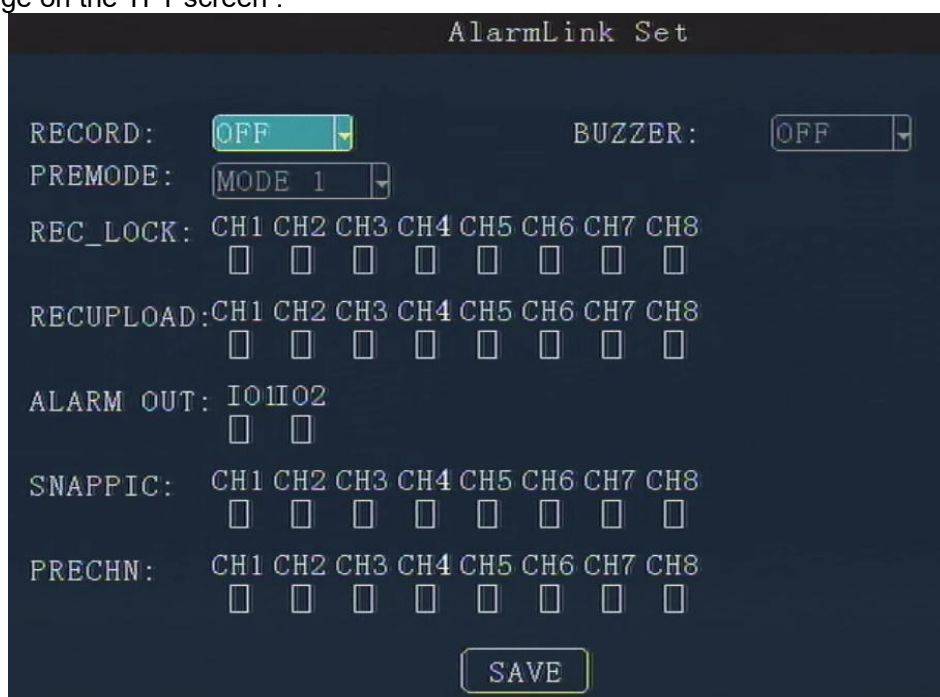 ge on the TFT screen :
AlarmLink Set
RECORD: OFF BUZZER: OFF
PREMODE: MODE 1
REC_LOCK: CH1 CH2 CH3 CH4 CH5 CH6 CH7 CH8
RECUPLOAD: CH1 CH2 CH3 CH4 CH5 CH6 CH7 CH8
ALARM OUT: IO1 IO2
SNAPPIC: CH1 CH2 CH3 CH4 CH5 CH6 CH7 CH8
PRECHN: CH1 CH2 CH3 CH4 CH5 CH6 CH7 CH8
SAVE